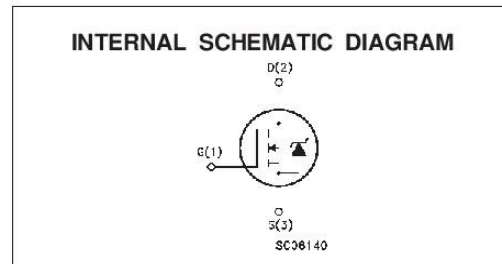 INTERNAL SCHEMATIC DIAGRAM
D(2)
G(1)
S(3)
SC06140